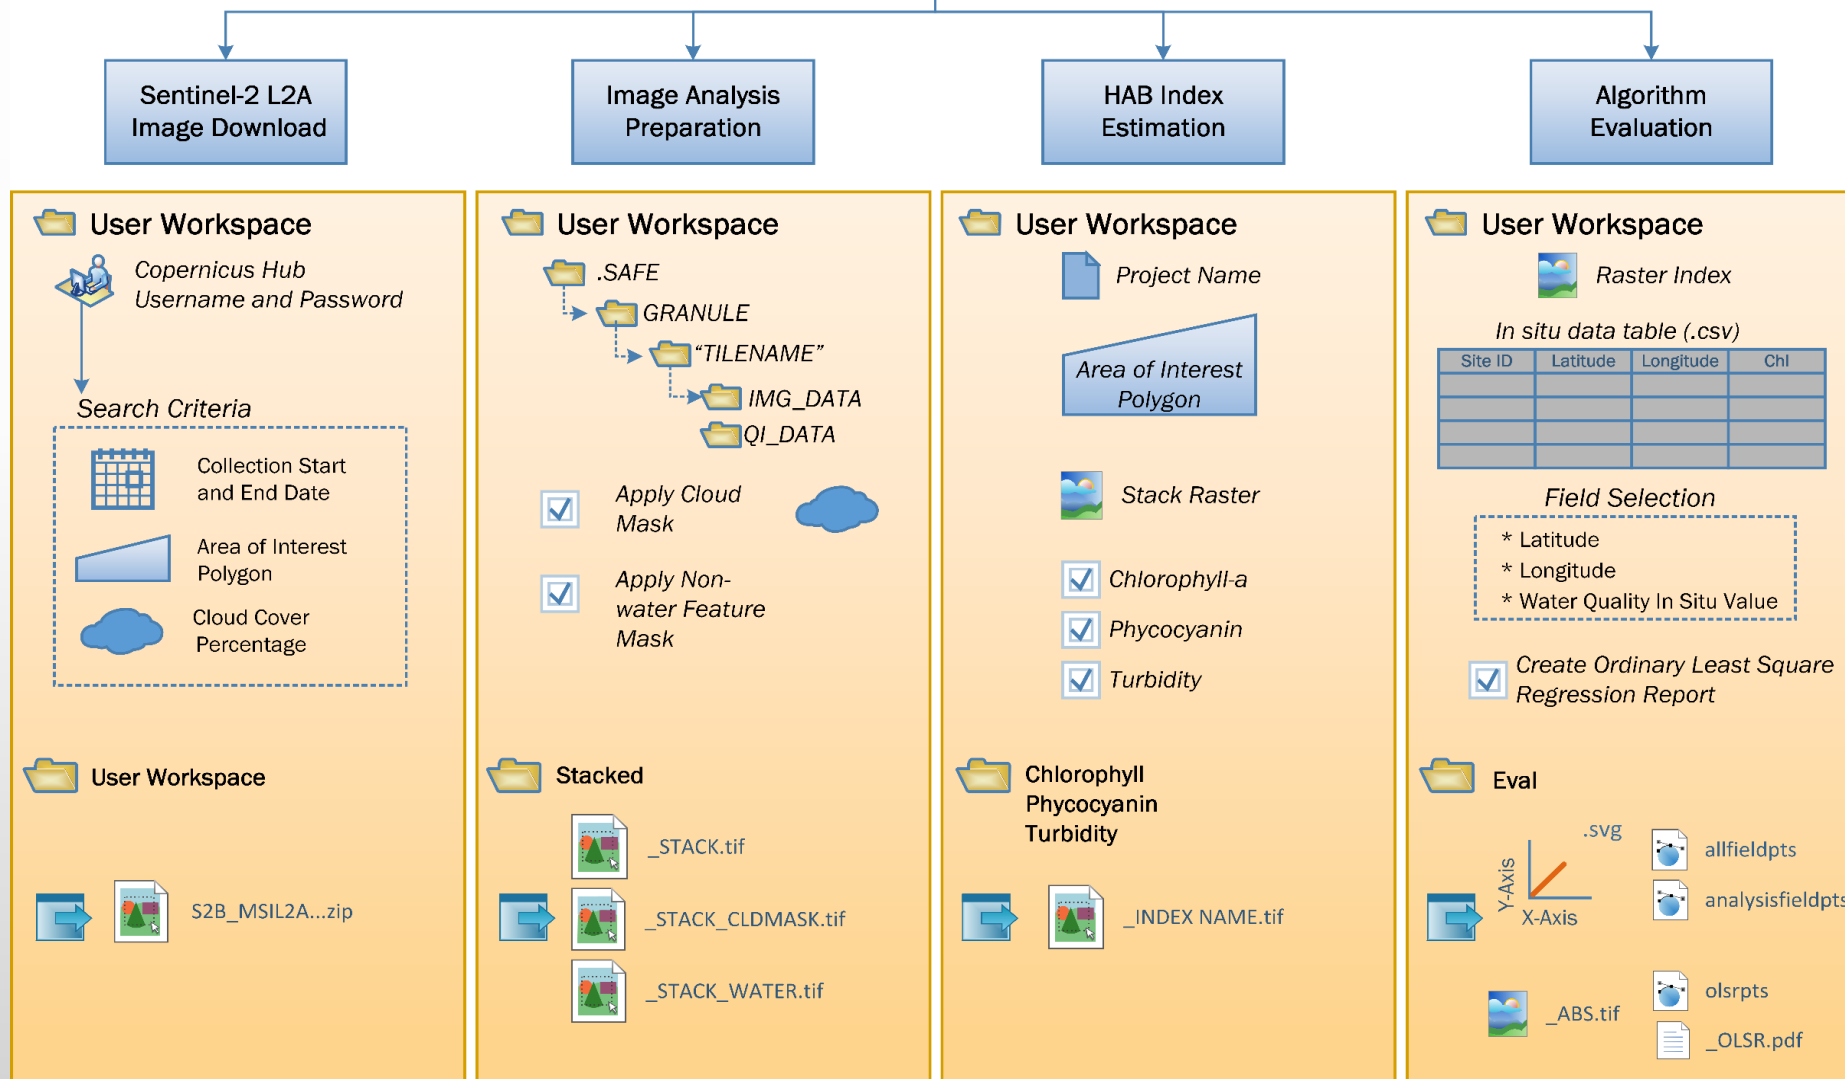 Sentinel-2 L2A
Image Download
Image Analysis
Preparation
HAB Index
Estimation
Algorithm
Evaluation
User Workspace
Copernicus Hub
Username and Password
Search Criteria
Collection Start
and End Date
Area of Interest
Polygon
Cloud Cover
Percentage
User Workspace
S2B_MSIL2A...zip
User Workspace
.SAFE
GRANULE
“TILENAME”
IMG_DATA
QI_DATA
Apply Cloud
Mask
Apply Non-
water Feature
Mask
Stacked
_STACK.tif
_STACK_CLDMASK.tif
_STACK_WATER.tif
User Workspace
Project Name
Area of Interest
Polygon
Stack Raster
Chlorophyll-a
Phycocyanin
Turbidity
Chlorophyll
Phycocyanin
Turbidity
_INDEX NAME.tif
User Workspace
Raster Index
In situ data table (.csv)
Site ID Latitude Longitude Chl
Field Selection
* Latitude
* Longitude
* Water Quality In Situ Value
Create Ordinary Least Square
Regression Report
Eval
.svg
Y-Axis
X-Axis
allfieldpts
analysisfieldpts
_ABS.tif
olsrpts
_OLSR.pdf